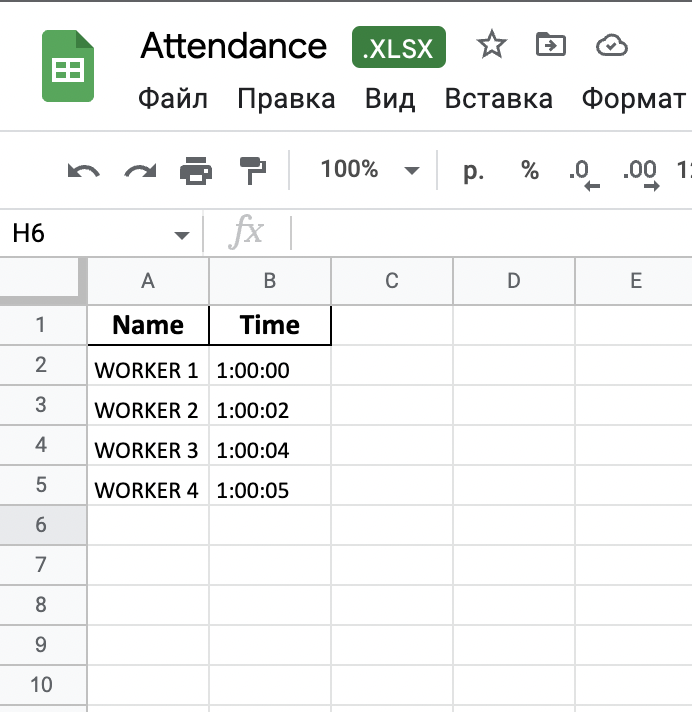 Attendance .XLSX
Файл Правка Вид Вставка Формат
100% р. % .0 .00
H6 fx
A B C D E
1 Name Time
2 WORKER 1 1:00:00
3 WORKER 2 1:00:02
4 WORKER 3 1:00:04
5 WORKER 4 1:00:05
6
7
8
9
10